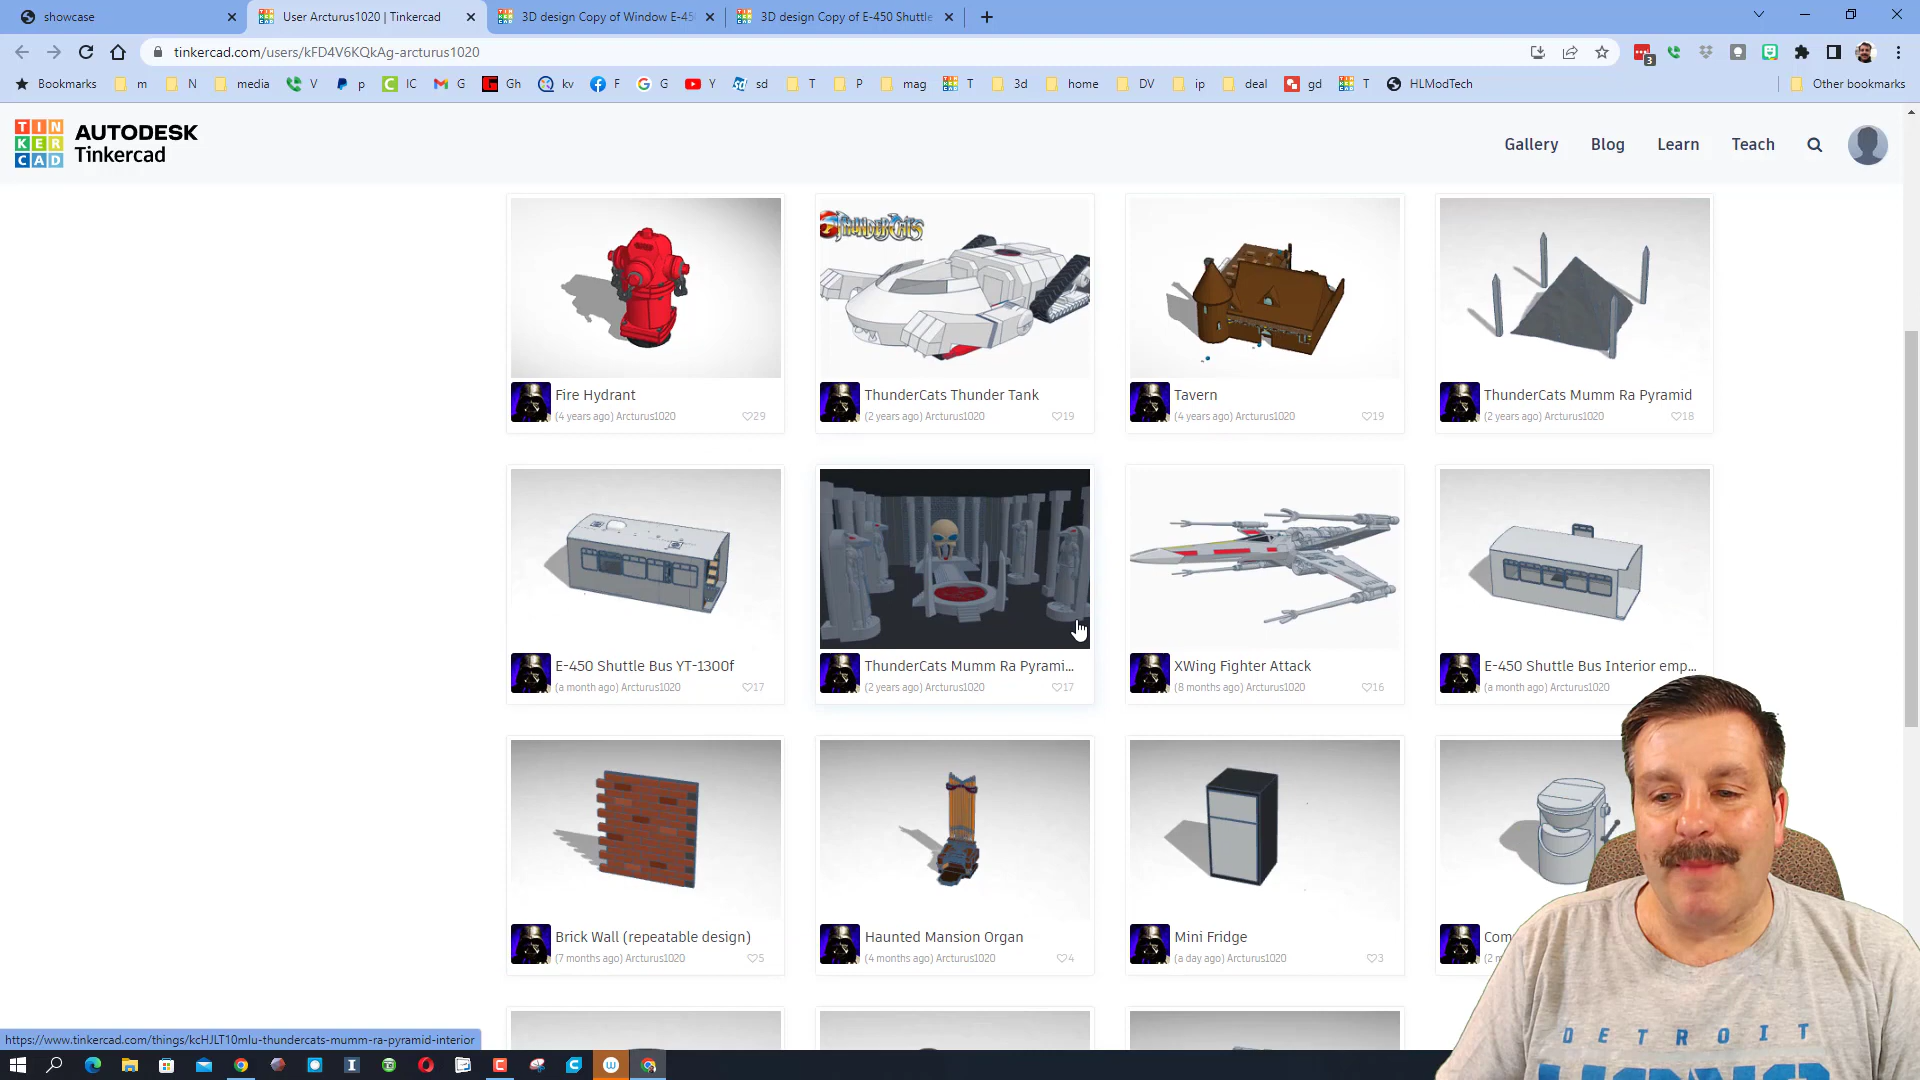 showcase
User Arcturus1020 | Tinkercad
3D design Copy of Window E-45
3D design Copy of E-450 Shuttle
tinkercad.com/users/kFD4V6KQkAg-arcturus1020
3
Bookmarks m N media V p IC G Gh kv F G Y sd T P mag T 3d home DV ip deal gd T HLModTech Other bookmarks
TINKERCAD
AUTODESK
Tinkercad
Gallery Blog Learn Teach
THUNDERCATS
Fire Hydrant
(4 years ago) Arcturus1020 29
ThunderCats Thunder Tank
(2 years ago) Arcturus1020 19
Tavern
(4 years ago) Arcturus1020 19
ThunderCats Mumm Ra Pyramid
(2 years ago) Arcturus1020 18
E-450 Shuttle Bus YT-1300f
(a month ago) Arcturus1020 17
ThunderCats Mumm Ra Pyrami...
(2 years ago) Arcturus1020 17
XWing Fighter Attack
(8 months ago) Arcturus1020 16
E-450 Shuttle Bus Interior emp...
(a month ago) Arcturus1020
Brick Wall (repeatable design)
(7 months ago) Arcturus1020 5
Haunted Mansion Organ
(4 months ago) Arcturus1020 4
Mini Fridge
(a day ago) Arcturus1020 3
Com
(2 m
https://www.tinkercad.com/things/kcHJLT10mlu-thundercats-mumm-ra-pyramid-interior
DETROIT